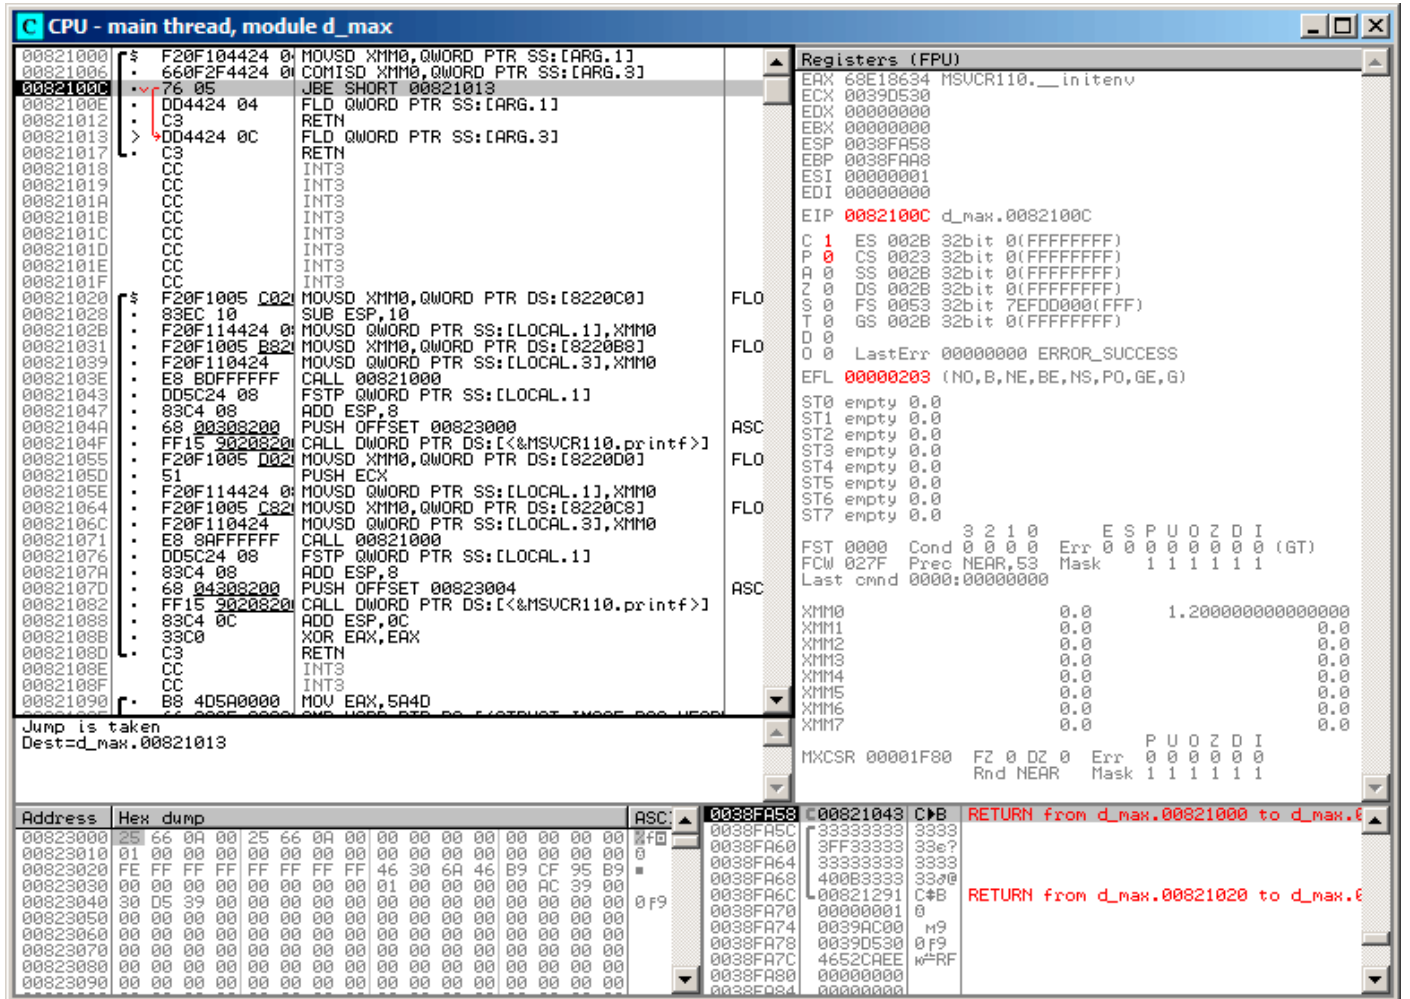 C CPU - main thread, module d_max
00821000 $ F20F104424 0 MOVSD XMM0,QWORD PTR SS:[ARG.1]
00821006 · 660F2F4424 0 COMISD XMM0,QWORD PTR SS:[ARG.3]
0082100C · 76 05 JBE SHORT 00821013
0082100E · DD4424 04 FLD QWORD PTR SS:[ARG.1]
00821012 · C3 RETN
00821013 > DD4424 0C FLD QWORD PTR SS:[ARG.3]
00821017 · C3 RETN
00821018 CC INT3
00821019 CC INT3
0082101A CC INT3
0082101B CC INT3
0082101C CC INT3
0082101D CC INT3
0082101E CC INT3
0082101F CC INT3
00821020 $ F20F1005 C02 MOVSD XMM0,QWORD PTR DS:[8220C0] FLO
00821028 · 83EC 10 SUB ESP,10
0082102B · F20F114424 0 MOVSD QWORD PTR SS:[LOCAL.1],XMM0
00821031 · F20F1005 B82 MOVSD XMM0,QWORD PTR DS:[8220B8] FLO
00821039 · F20F110424 MOVSD QWORD PTR SS:[LOCAL.3],XMM0
0082103E · E8 BDFFFFFF CALL 00821000
00821043 · DD5C24 08 FSTP QWORD PTR SS:[LOCAL.1]
00821047 · 83C4 08 ADD ESP,8
0082104A · 68 00308200 PUSH OFFSET 00823000 ASC
0082104F · FF15 90208200 CALL DWORD PTR DS:[<&MSVCR110.printf>]
00821055 · F20F1005 D02 MOVSD XMM0,QWORD PTR DS:[8220D0] FLO
0082105D · 51 PUSH ECX
0082105E · F20F114424 0 MOVSD QWORD PTR SS:[LOCAL.1],XMM0
00821064 · F20F1005 C82 MOVSD XMM0,QWORD PTR DS:[8220C8] FLO
0082106C · F20F110424 MOVSD QWORD PTR SS:[LOCAL.3],XMM0
00821071 · E8 8AFFFFFF CALL 00821000
00821076 · DD5C24 08 FSTP QWORD PTR SS:[LOCAL.1]
0082107A · 83C4 08 ADD ESP,8
0082107D · 68 04308200 PUSH OFFSET 00823004 ASC
00821082 · FF15 90208200 CALL DWORD PTR DS:[<&MSVCR110.printf>]
00821088 · 83C4 0C ADD ESP,0C
0082108B · 33C0 XOR EAX,EAX
0082108D · C3 RETN
0082108E CC INT3
0082108F CC INT3
00821090 · B8 4D5A0000 MOV EAX,5A4D
Jump is taken
Dest=d_max.00821013
Registers (FPU)
EAX 68E18634 MSVCR110.__initenv
ECX 0039D530
EDX 00000000
EBX 00000000
ESP 0038FA58
EBP 0038FAA8
ESI 00000001
EDI 00000000
EIP 0082100C d_max.0082100C
C 1 ES 002B 32bit 0(FFFFFFFF)
P 0 CS 0023 32bit 0(FFFFFFFF)
A 0 SS 002B 32bit 0(FFFFFFFF)
Z 0 DS 002B 32bit 0(FFFFFFFF)
S 0 FS 0053 32bit 7EFDD000(FFF)
T 0 GS 002B 32bit 0(FFFFFFFF)
D 0
O 0 LastErr 00000000 ERROR_SUCCESS
EFL 00000203 (NO,B,NE,BE,NS,PO,GE,G)
ST0 empty 0.0
ST1 empty 0.0
ST2 empty 0.0
ST3 empty 0.0
ST4 empty 0.0
ST5 empty 0.0
ST6 empty 0.0
ST7 empty 0.0
3 2 1 0 E S P U O Z D I
FST 0000 Cond 0 0 0 0 Err 0 0 0 0 0 0 0 0 (GT)
FCW 027F Prec NEAR,53 Mask 1 1 1 1 1 1
Last cmnd 0000:00000000
XMM0 0.0 1.200000000000000
XMM1 0.0 0.0
XMM2 0.0 0.0
XMM3 0.0 0.0
XMM4 0.0 0.0
XMM5 0.0 0.0
XMM6 0.0 0.0
XMM7 0.0 0.0
P U O Z D I
MXCSR 00001F80 FZ 0 DZ 0 Err 0 0 0 0 0 0
Rnd NEAR Mask 1 1 1 1 1 1
Address Hex dump ASC
00823000 25 66 0A 00 25 66 0A 00 00 00 00 00 00 00 00 00 %f
00823010 01 00 00 00 00 00 00 00 00 00 00 00 00 00 00 00
00823020 FE FF FF FF FF FF FF FF 46 30 6A 46 B9 CF 95 B9
00823030 00 00 00 00 00 00 00 00 01 00 00 00 00 AC 39 00
00823040 30 D5 39 00 00 00 00 00 00 00 00 00 00 00 00 00 0╒9
00823050 00 00 00 00 00 00 00 00 00 00 00 00 00 00 00 00
00823060 00 00 00 00 00 00 00 00 00 00 00 00 00 00 00 00
00823070 00 00 00 00 00 00 00 00 00 00 00 00 00 00 00 00
00823080 00 00 00 00 00 00 00 00 00 00 00 00 00 00 00 00
00823090 00 00 00 00 00 00 00 00 00 00 00 00 00 00 00 00
0038FA58 00821043 C►B RETURN from d_max.00821000 to d_max.
0038FA5C 33333333 3333
0038FA60 3FF33333 33е?
0038FA64 33333333 3333
0038FA68 400B3333 33♂@
0038FA6C 00821291 С‡B RETURN from d_max.00821020 to d_max.
0038FA70 00000001
0038FA74 0039AC00 м9
0038FA78 0039D530 0╒9
0038FA7C 4652CAEE ю╩RF
0038FA80 00000000
0038FA84 00000000